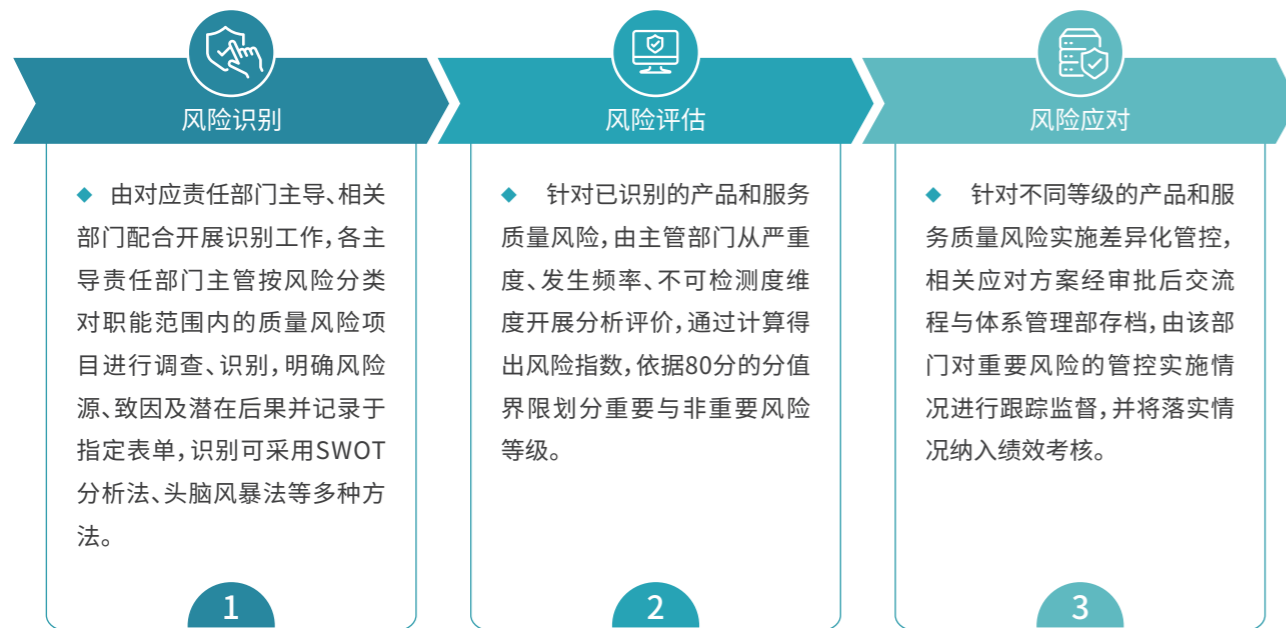 风险识别
◆ 由对应责任部门主导、相关
部门配合开展识别工作，各主
导责任部门主管按风险分类
对职能范围内的质量风险项
目进行调查、识别，明确风险
源、致因及潜在后果并记录于
指定表单，识别可采用SWOT
分析法、头脑风暴法等多种方
法。
1
风险评估
◆ 针对已识别的产品和服务
质量风险，由主管部门从严重
度、发生频率、不可检测度维
度开展分析评价，通过计算得
出风险指数，依据80分的分值
界限划分重要与非重要风险
等级。
2
风险应对
◆ 针对不同等级的产品和服
务质量风险实施差异化管控，
相关应对方案经审批后交流
程与体系管理部存档，由该部
门对重要风险的管控实施情
况进行跟踪监督，并将落实情
况纳入绩效考核。
3